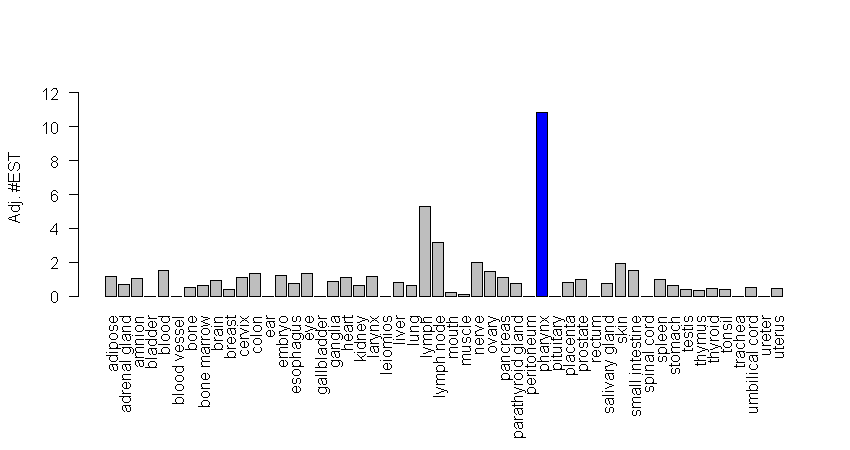 Adj. #EST
12
10
8
6
4
2
0
adipose
adrenal gland
amnion
bladder
blood
blood vessel
bone
bone marrow
brain
breast
cervix
colon
ear
embryo
esophagus
eye
gallbladder
ganglia
heart
kidney
larynx
leiomios
liver
lung
lymph
lymph node
mouth
muscle
nerve
ovary
pancreas
parathyroid gland
peritoneum
pharynx
pituitary
placenta
prostate
rectum
salivary gland
skin
small intestine
spinal cord
spleen
stomach
testis
thymus
thyroid
tonsil
trachea
umbilical cord
ureter
uterus